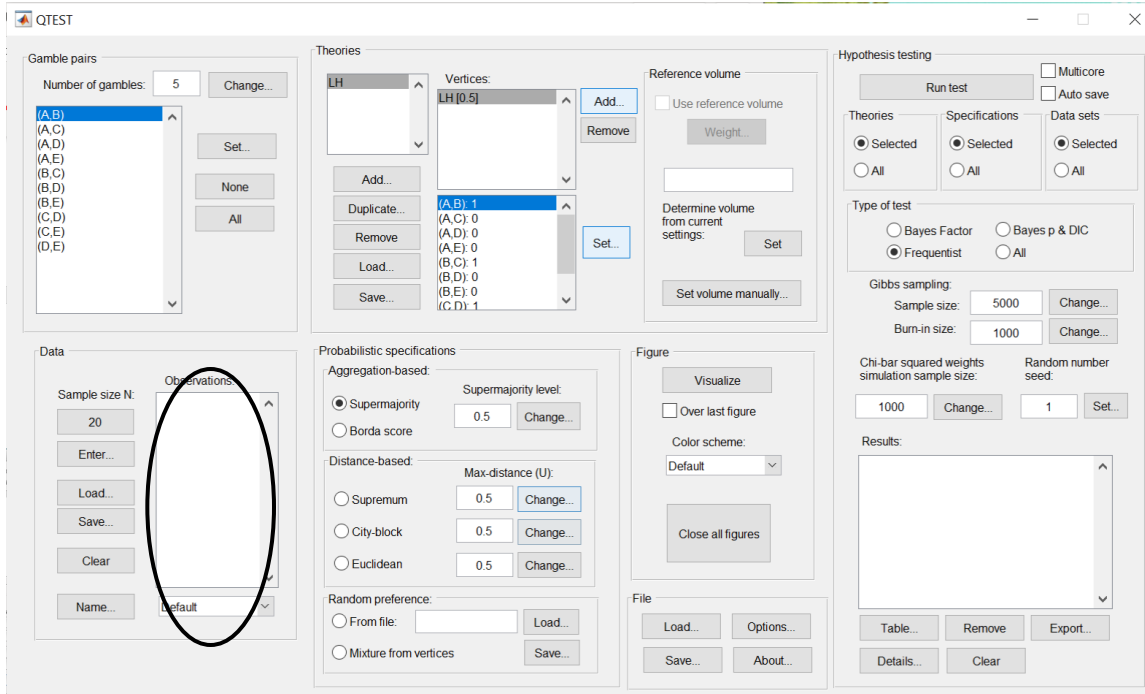 QTEST
Gamble pairs
Number of gambles: 5 Change...
(A,B)
(A,C)
(A,D)
(A,E)
(B,C)
(B,D)
(B,E)
(C,D)
(C,E)
(D,E)
Set...
None
All
Theories
LH
Vertices:
LH [0.5]
Add...
Remove
Add...
Duplicate...
Remove
Load...
Save...
(A,B): 1
(A,C): 0
(A,D): 0
(A,E): 0
(B,C): 1
(B,D): 0
(B,E): 0
(C,D): 1
Set...
Reference volume
Use reference volume
Weight...
Determine volume
from current
settings:
Set
Set volume manually...
Hypothesis testing
Run test
Multicore
Auto save
Theories
Selected
All
Specifications
Selected
All
Data sets
Selected
All
Type of test
Bayes Factor Bayes p & DIC
Frequentist All
Gibbs sampling:
Sample size: 5000 Change...
Burn-in size: 1000 Change...
Chi-bar squared weights
simulation sample size:
1000 Change...
Random number
seed:
1 Set...
Results:
Table... Remove Export...
Details... Clear
Data
Sample size N:
20
Enter...
Load...
Save...
Clear
Name...
Observations:
Default
Probabilistic specifications
Aggregation-based:
Supermajority level:
Supermajority 0.5 Change...
Borda score
Distance-based:
Max-distance (U):
Supremum 0.5 Change...
City-block 0.5 Change...
Euclidean 0.5 Change...
Random preference:
From file: Load...
Mixture from vertices Save...
Figure
Visualize
Over last figure
Color scheme:
Default
Close all figures
File
Load... Options...
Save... About...